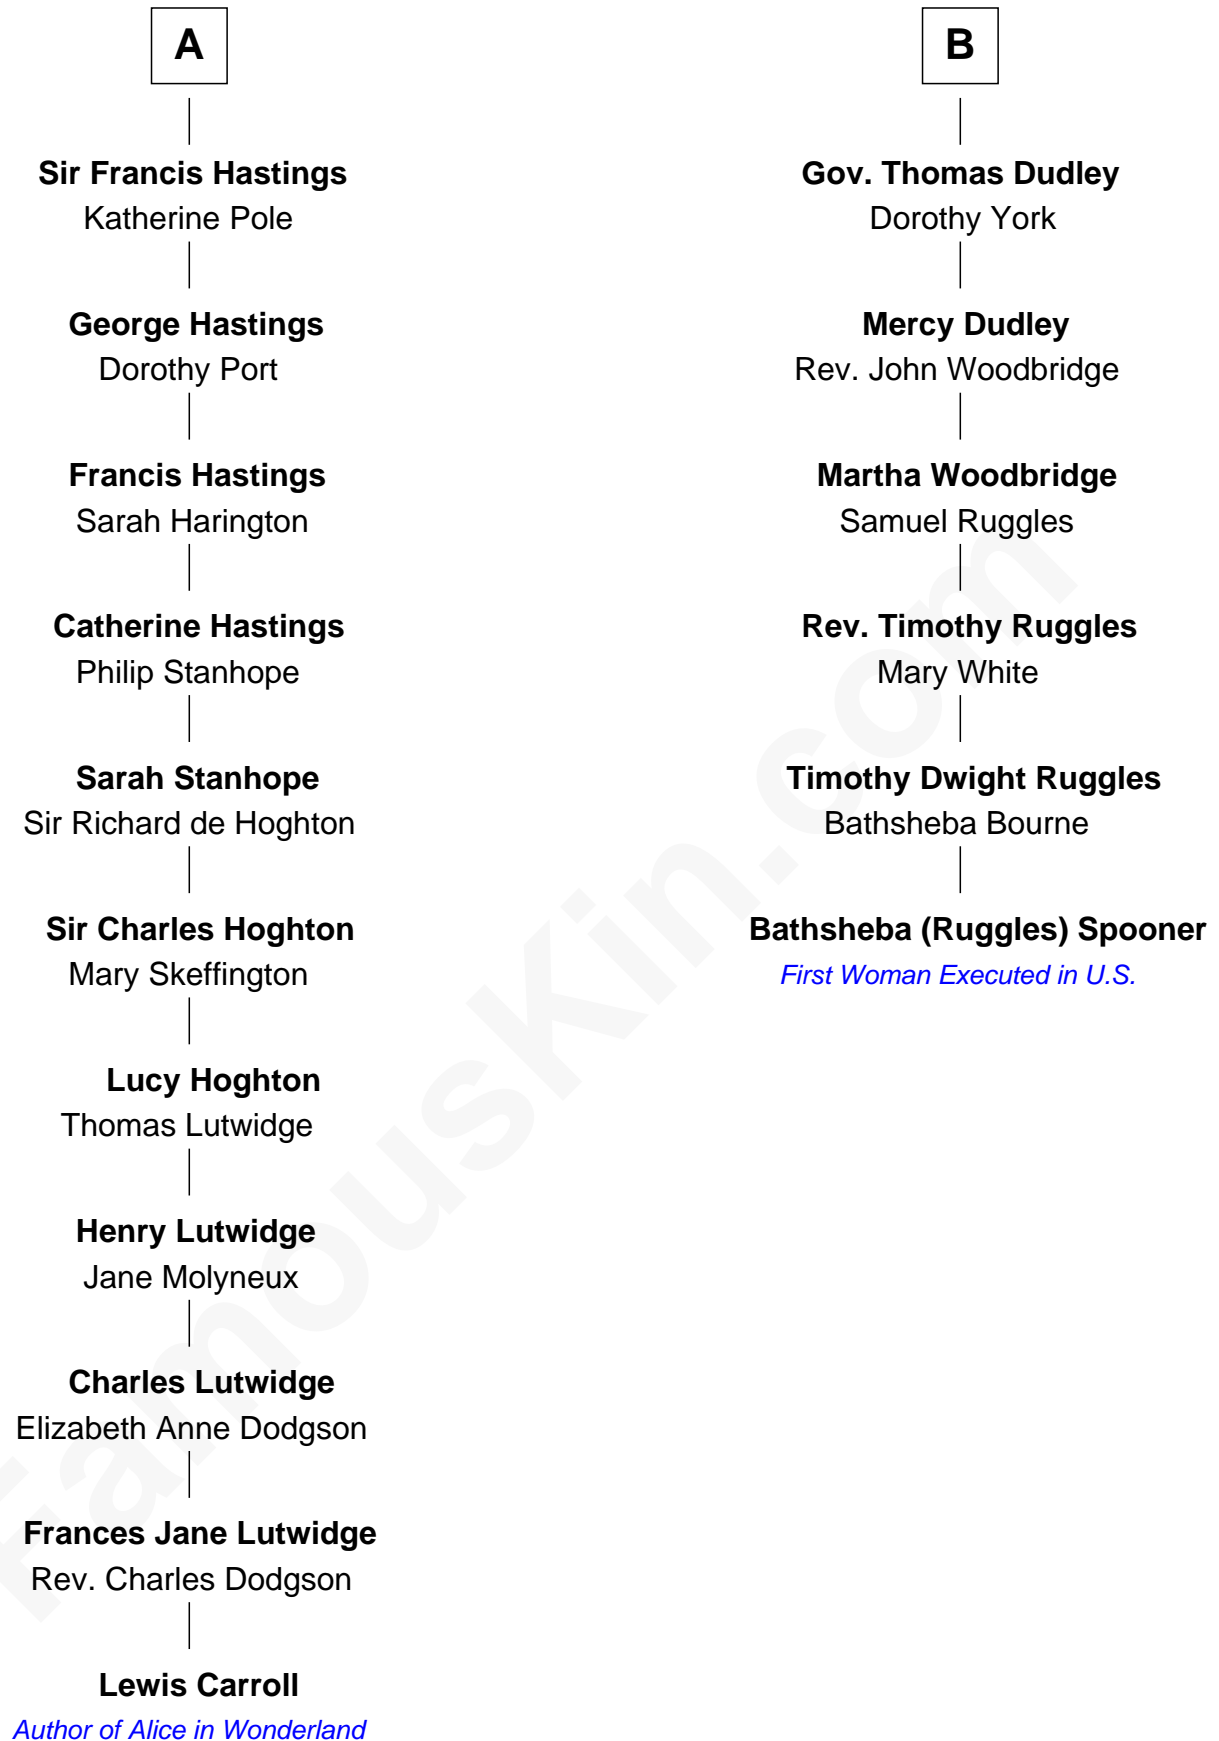 A
Sir Francis Hastings
Katherine Pole
George Hastings
Dorothy Port
Francis Hastings
Sarah Harington
Catherine Hastings
Philip Stanhope
Sarah Stanhope
Sir Richard de Hoghton
Sir Charles Hoghton
Mary Skeffington
Lucy Hoghton
Thomas Lutwidge
Henry Lutwidge
Jane Molyneux
Charles Lutwidge
Elizabeth Anne Dodgson
Frances Jane Lutwidge
Rev. Charles Dodgson
Lewis Carroll
Author of Alice in Wonderland
B
Gov. Thomas Dudley
Dorothy York
Mercy Dudley
Rev. John Woodbridge
Martha Woodbridge
Samuel Ruggles
Rev. Timothy Ruggles
Mary White
Timothy Dwight Ruggles
Bathsheba Bourne
Bathsheba (Ruggles) Spooner
First Woman Executed in U.S.
FamousKin.com